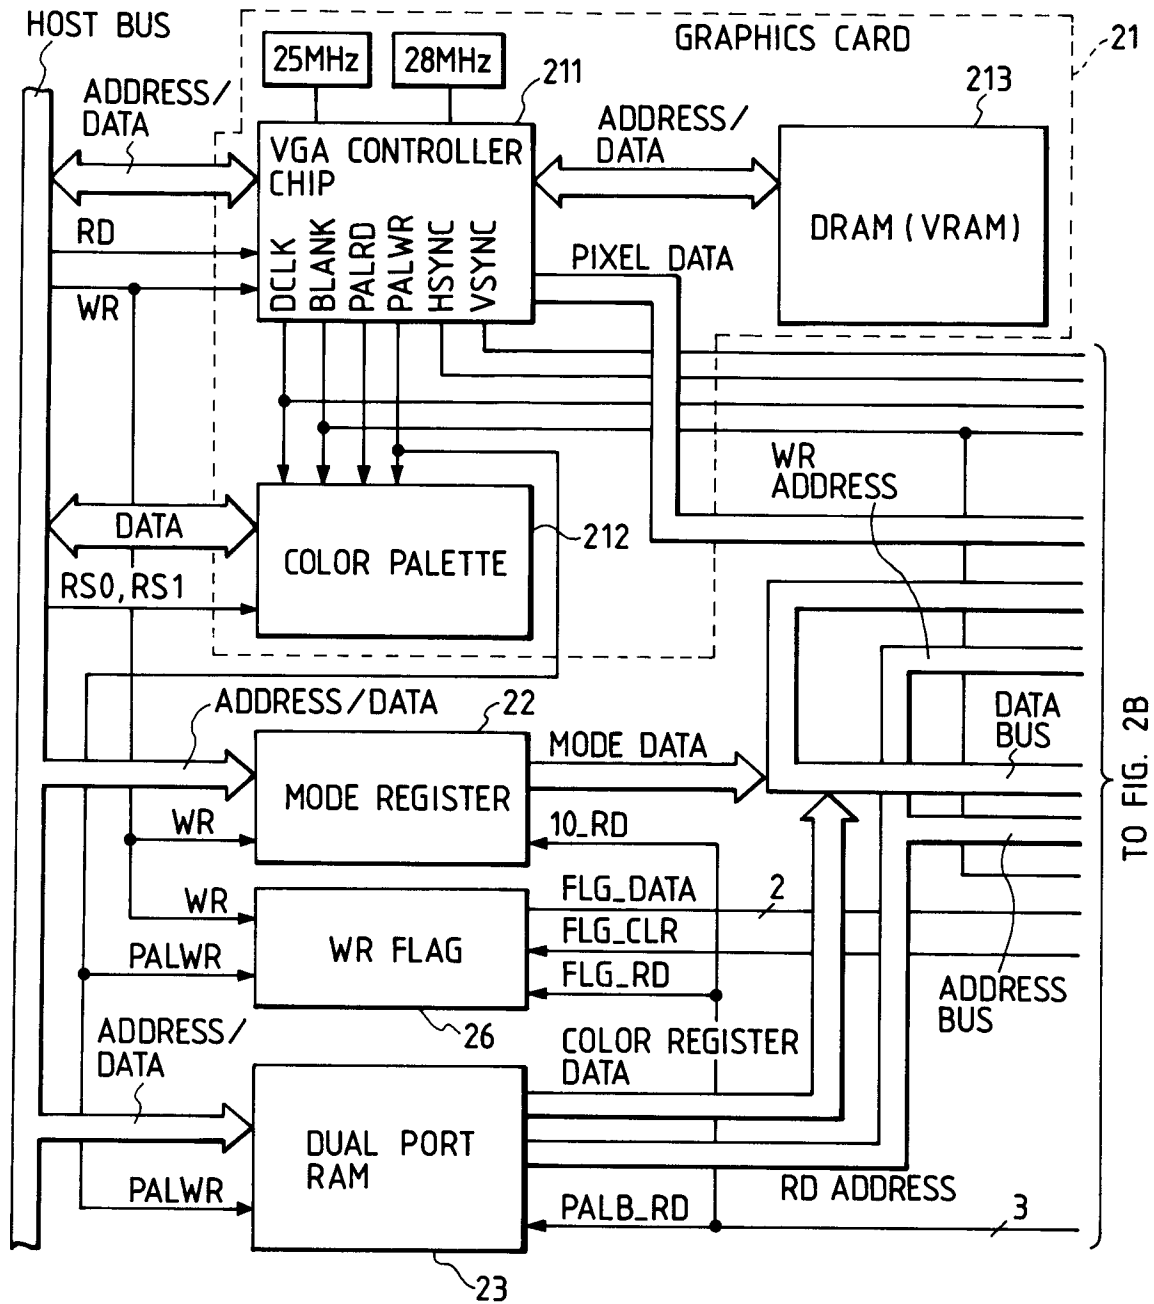 HOST BUS
GRAPHICS CARD
21
25MHz
28MHz
211
213
ADDRESS/
DATA
VGA CONTROLLER
CHIP
ADDRESS/
DATA
DRAM (VRAM)
RD
WR
DCLK
BLANK
PALRD
PALWR
HSYNC
VSYNC
PIXEL DATA
WR
ADDRESS
DATA
COLOR PALETTE
212
RS0, RS1
ADDRESS/DATA
22
MODE DATA
DATA
BUS
MODE REGISTER
WR
10_RD
TO FIG. 2B
WR
FLG_DATA
2
WR FLAG
FLG_CLR
PALWR
FLG_RD
ADDRESS
BUS
26
ADDRESS/
DATA
COLOR REGISTER
DATA
DUAL PORT
RAM
PALWR
RD ADDRESS
PALB_RD
3
23